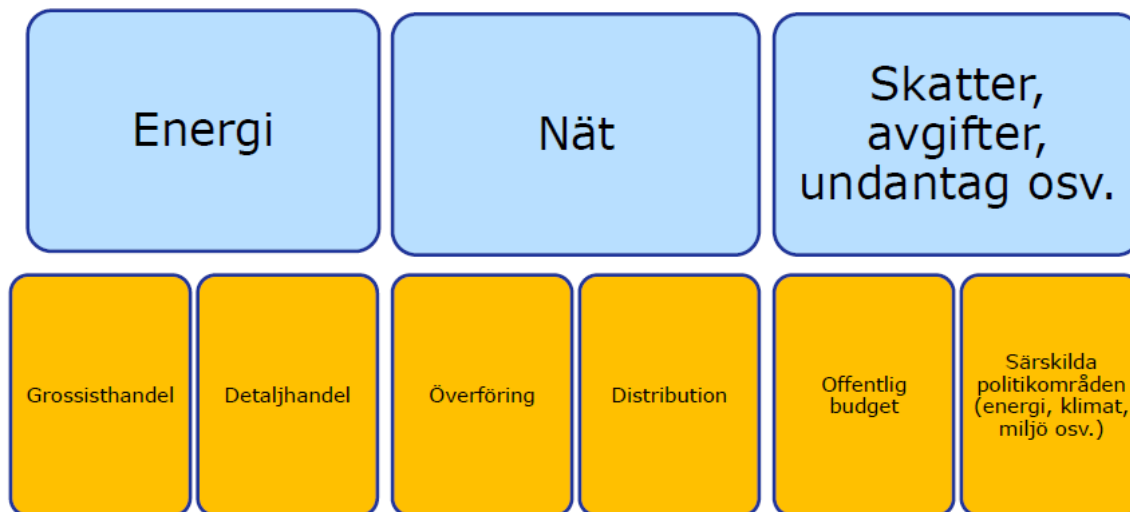 Energi
Nät
Skatter,
avgifter,
undantag osv.
Grossisthandel
Detaljhandel
Överföring
Distribution
Offentlig
budget
Särskilda
politikområden
(energi, klimat,
miljö osv.)